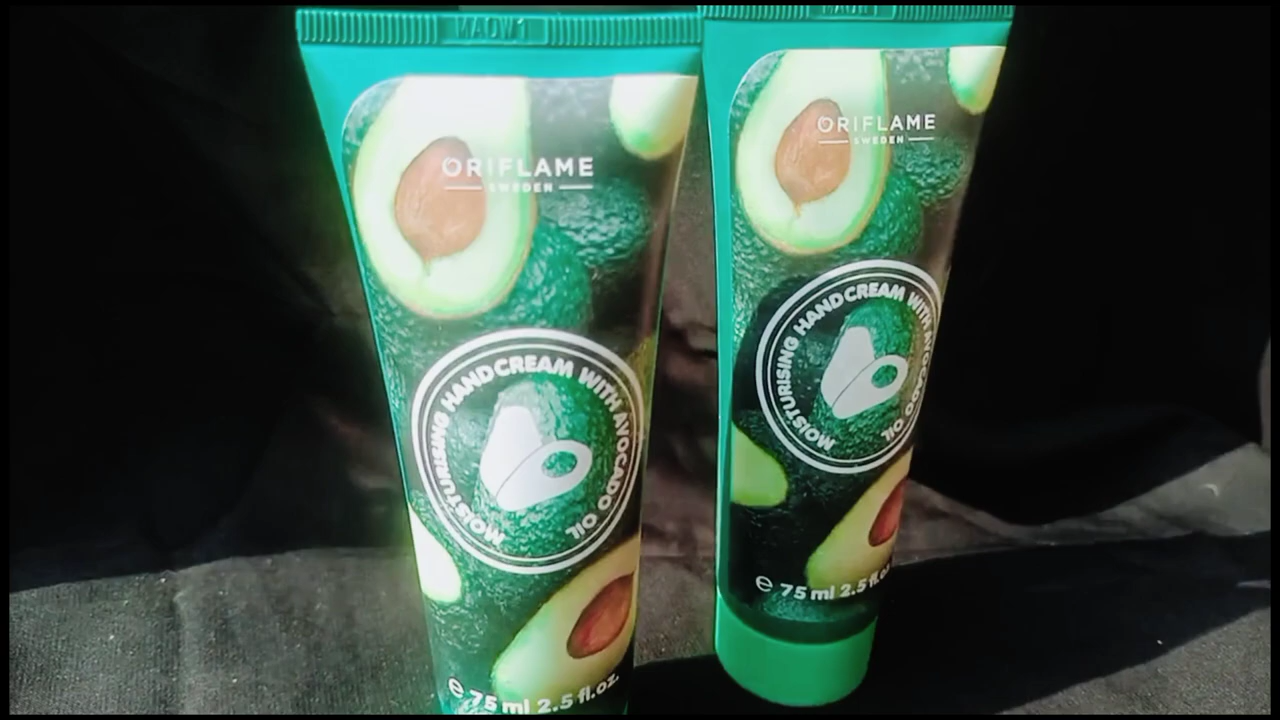 ORIFLAME
SWEDEN
MOISTURISING HAND CREAM WITH AVOCADO OIL
℮ 75 ml 2.5 fl.oz.
ORIFLAME
SWEDEN
MOISTURISING HAND CREAM WITH AVOCADO OIL
℮ 75 ml 2.5 fl.oz